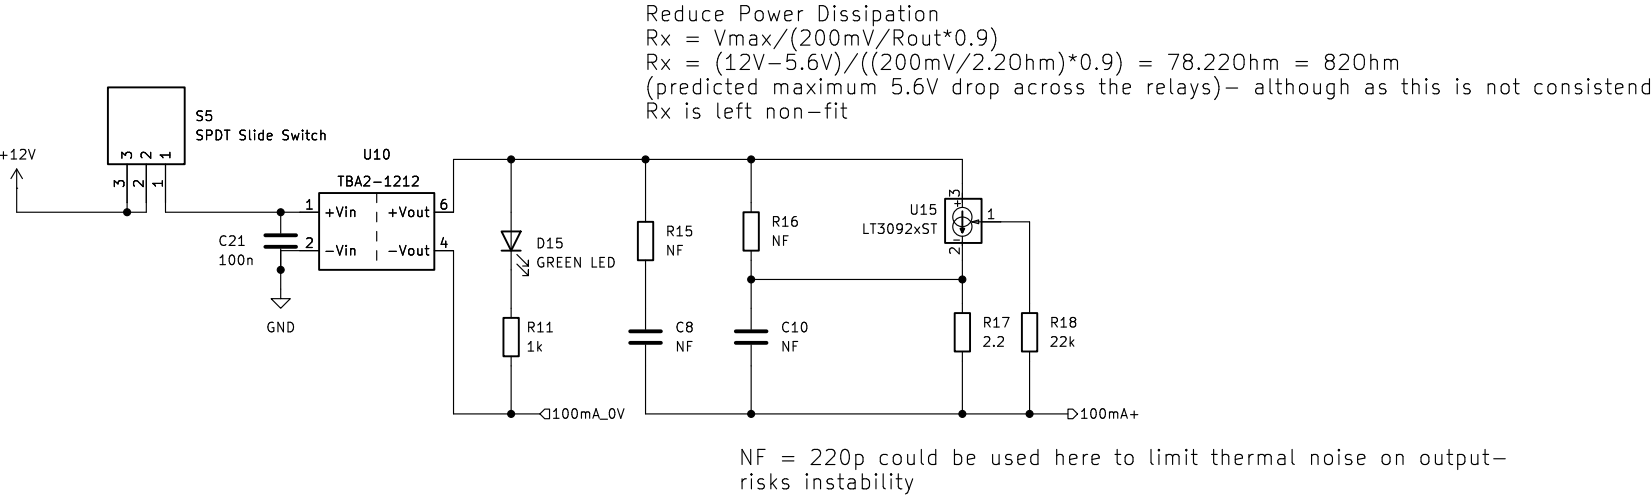 Reduce Power Dissipation
Rx = Vmax/(200mV/Rout*0.9)
Rx = (12V-5.6V)/((200mV/2.2Ohm)*0.9) = 78.22Ohm = 82Ohm
(predicted maximum 5.6V drop across the relays)- although as this is not consistend
Rx is left non-fit
S5
SPDT Slide Switch
3 2 1
3 2 1
+12V
U10
TBA2-1212
1 +Vin +Vout 6
2 -Vin -Vout 4
C21
100n
GND
D15
GREEN LED
R11
1k
100mA_0V
R15
NF
C8
NF
R16
NF
C10
NF
U15
LT3092xST
3
+
1
-
2
R17
2.2
R18
22k
100mA+
NF = 220p could be used here to limit thermal noise on output-
risks instability